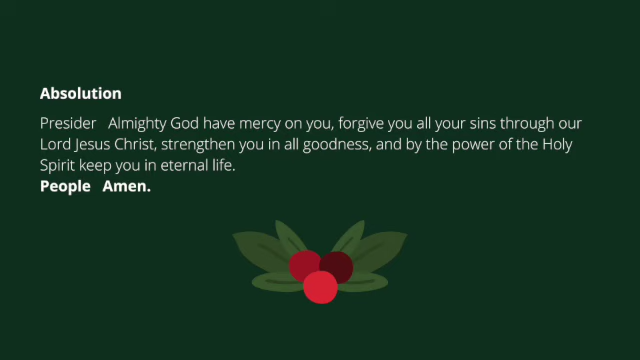 Absolution
Presider Almighty God have mercy on you, forgive you all your sins through our
Lord Jesus Christ, strengthen you in all goodness, and by the power of the Holy
Spirit keep you in eternal life.
People Amen.